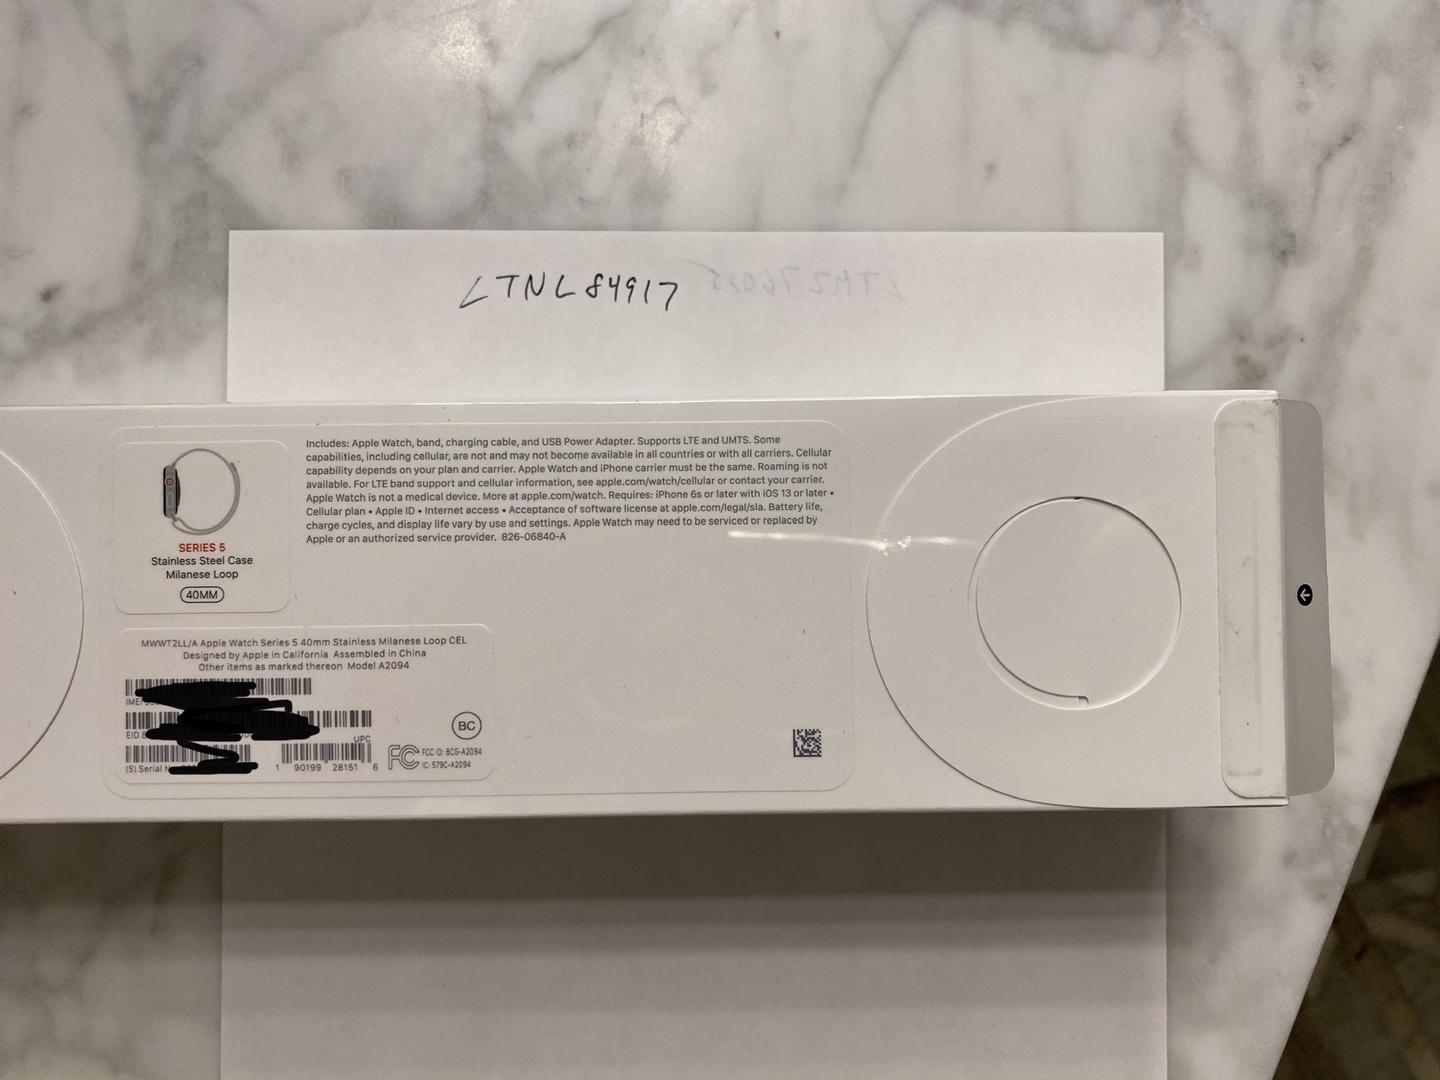 LTNL84917
Includes: Apple Watch, band, charging cable, and USB Power Adapter. Supports LTE and UMTS. Some
capabilities, including cellular, are not and may not become available in all countries or with all carriers. Cellular
capability depends on your plan and carrier. Apple Watch and iPhone carrier must be the same. Roaming is not
available. For LTE band support and cellular information, see apple.com/watch/cellular or contact your carrier.
Apple Watch is not a medical device. More at apple.com/watch. Requires: iPhone 6s or later with iOS 13 or later •
Cellular plan • Apple ID • Internet access • Acceptance of software license at apple.com/legal/sla. Battery life,
charge cycles, and display life vary by use and settings. Apple Watch may need to be serviced or replaced by
Apple or an authorized service provider. 826-06840-A
SERIES 5
Stainless Steel Case
Milanese Loop
40MM
MWWT2LL/A Apple Watch Series 5 40mm Stainless Milanese Loop CEL
Designed by Apple in California Assembled in China
Other items as marked thereon Model A2094
IMEI
EID 8
UPC
(S) Serial
1 90199 28151 6
BC
FCC ID: BCG-A2094
IC: 579C-A2094